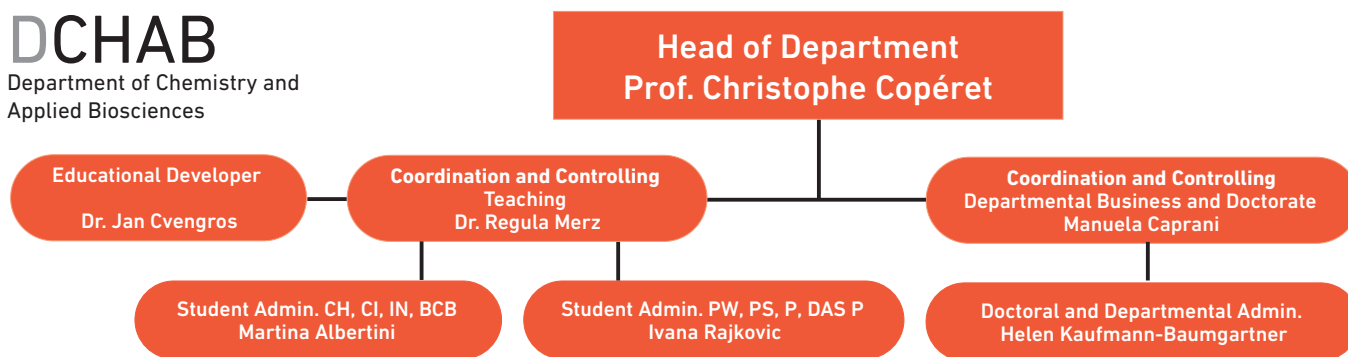 DCHAB
Department of Chemistry and
Applied Biosciences
Head of Department
Prof. Christophe Copéret
Educational Developer
Dr. Jan Cvengros
Coordination and Controlling
Teaching
Dr. Regula Merz
Coordination and Controlling
Departmental Business and Doctorate
Manuela Caprani
Student Admin. CH, CI, IN, BCB
Martina Albertini
Student Admin. PW, PS, P, DAS P
Ivana Rajkovic
Doctoral and Departmental Admin.
Helen Kaufmann-Baumgartner